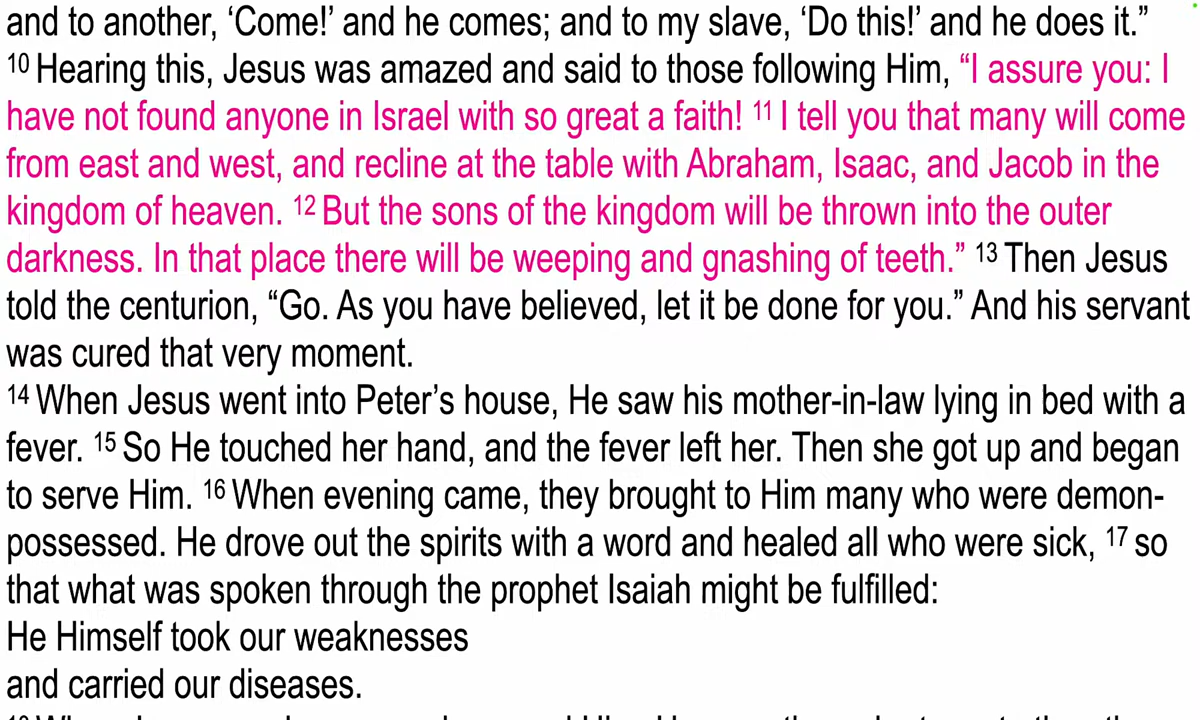 and to another, ‘Come!’ and he comes; and to my slave, ‘Do this!’ and he does it.”
10 Hearing this, Jesus was amazed and said to those following Him, “I assure you: I
have not found anyone in Israel with so great a faith! 11 I tell you that many will come
from east and west, and recline at the table with Abraham, Isaac, and Jacob in the
kingdom of heaven. 12 But the sons of the kingdom will be thrown into the outer
darkness. In that place there will be weeping and gnashing of teeth.” 13 Then Jesus
told the centurion, “Go. As you have believed, let it be done for you.” And his servant
was cured that very moment.
14 When Jesus went into Peter’s house, He saw his mother-in-law lying in bed with a
fever. 15 So He touched her hand, and the fever left her. Then she got up and began
to serve Him. 16 When evening came, they brought to Him many who were demon-
possessed. He drove out the spirits with a word and healed all who were sick, 17 so
that what was spoken through the prophet Isaiah might be fulfilled:
He Himself took our weaknesses
and carried our diseases.